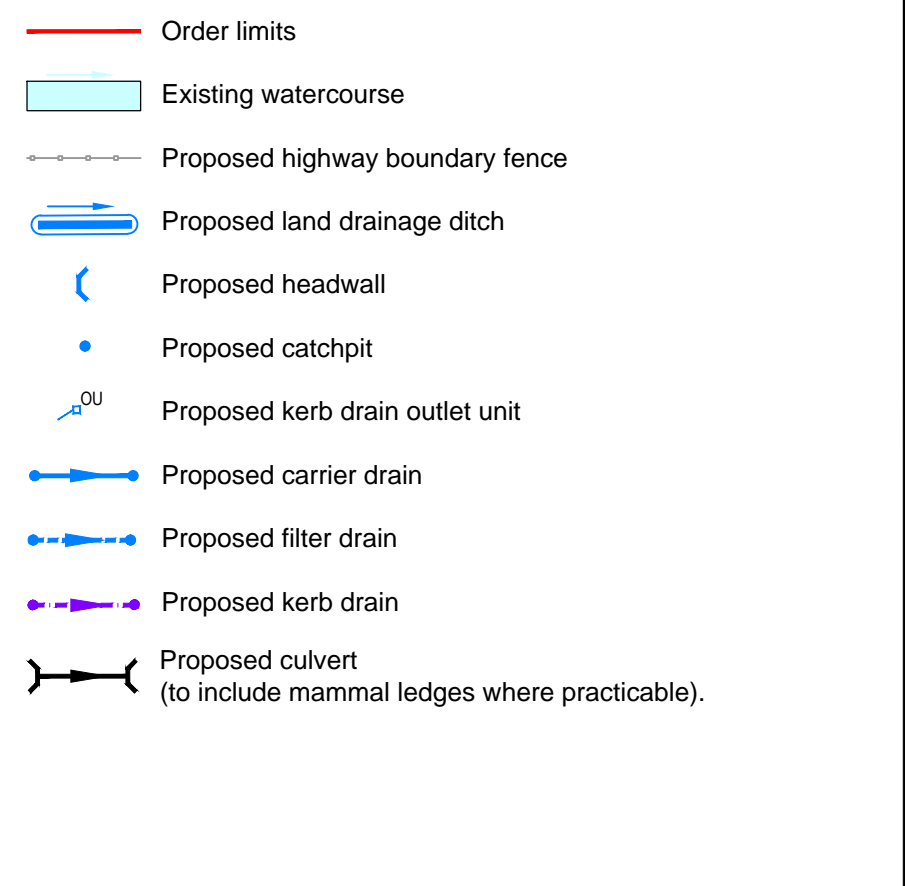 Order limits
Existing watercourse
Proposed highway boundary fence
Proposed land drainage ditch
Proposed headwall
Proposed catchpit
OU
Proposed kerb drain outlet unit
Proposed carrier drain
Proposed filter drain
Proposed kerb drain
Proposed culvert
(to include mammal ledges where practicable).